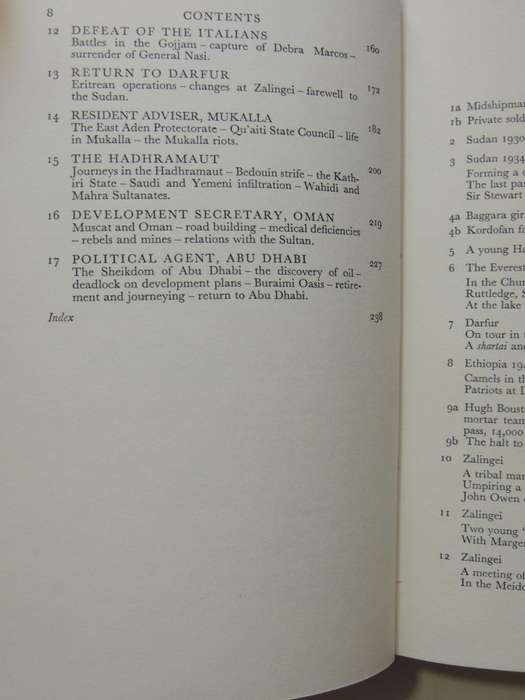 8
CONTENTS
12 DEFEAT OF THE ITALIANS 160
Battles in the Gojjam – capture of Debra Marcos –
surrender of General Nasi.
13 RETURN TO DARFUR 172
Eritrean operations – changes at Zalingei – farewell to
the Sudan.
14 RESIDENT ADVISER, MUKALLA 182
The East Aden Protectorate – Qu'aiti State Council – life
in Mukalla – the Mukalla riots.
15 THE HADHRAMAUT 200
Journeys in the Hadhramaut – Bedouin strife – the Kath-
iri State – Saudi and Yemeni infiltration – Wahidi and
Mahra Sultanates.
16 DEVELOPMENT SECRETARY, OMAN 219
Muscat and Oman – road building – medical deficiencies
– rebels and mines – relations with the Sultan.
17 POLITICAL AGENT, ABU DHABI 227
The Sheikdom of Abu Dhabi – the discovery of oil –
deadlock on development plans – Buraimi Oasis – retire-
ment and journeying – return to Abu Dhabi.
Index 238
1a Midshipma
1b Private sold
2 Sudan 1930
3 Sudan 1934
Forming a
The last pa
Sir Stewart
4a Baggara gir
4b Kordofan fa
5 A young Ha
6 The Everest
In the Chu
Ruttledge, S
At the lake
7 Darfur
On tour in
A shartai an
8 Ethiopia 19
Camels in th
Patriots at
9a Hugh Boust
mortar team
pass, 14,000
9b The halt to
10 Zalingei
A tribal mar
Umpiring a
John Owen
11 Zalingei
Two young
With Marger
12 Zalingei
A meeting of
In the Meido